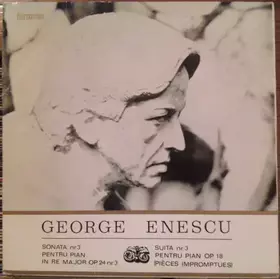 GEORGE ENESCU
SONATA nr 3
PENTRU PIAN
IN RE MAJOR OP 24 nr 3
SUITA nr 3
PENTRU PIAN OP 18
[PIÈCES IMPROMPTUES]